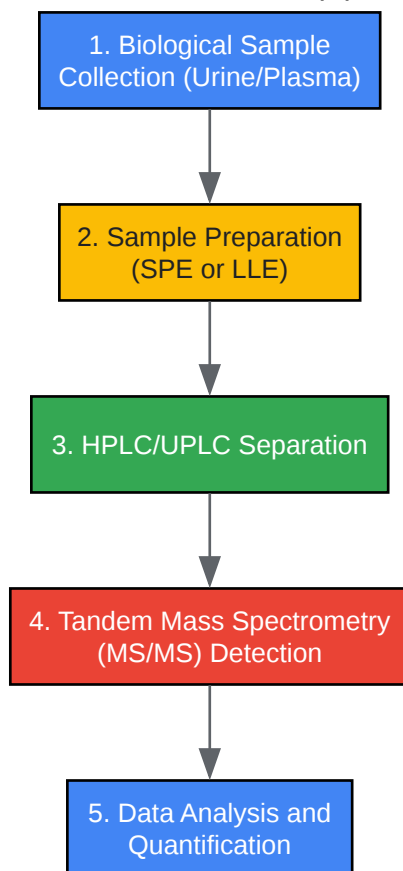 1. Biological Sample
Collection (Urine/Plasma)
2. Sample Preparation
(SPE or LLE)
3. HPLC/UPLC Separation
4. Tandem Mass Spectrometry
(MS/MS) Detection
5. Data Analysis and
Quantification